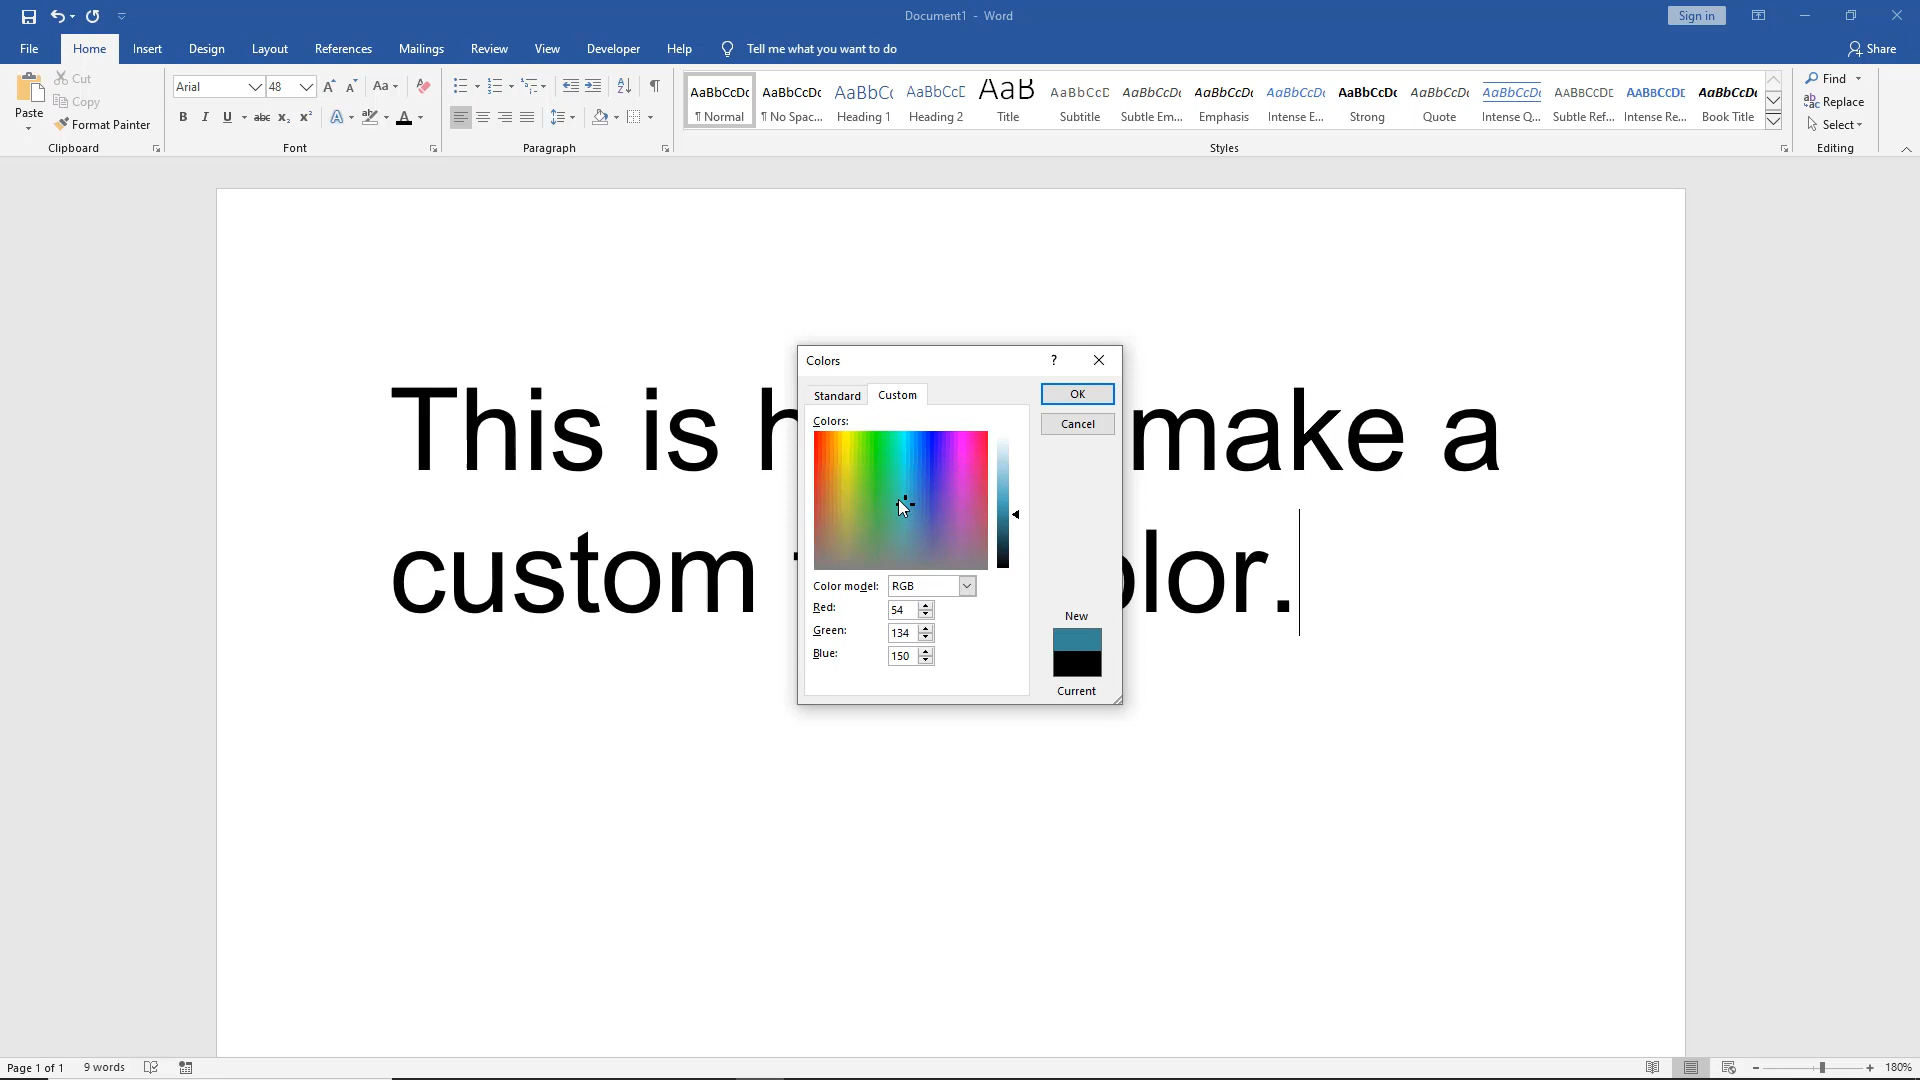 Document1 - Word
Sign in
File Home Insert Design Layout References Mailings Review View Developer Help Tell me what you want to do
Share
Paste
Cut
Copy
Format Painter
Clipboard
Arial 48
Font
Paragraph
AaBbCcDc ¶ Normal
AaBbCcDc ¶ No Spac...
AaBbCc Heading 1
AaBbCcD Heading 2
AaB Title
AaBbCcD Subtitle
AaBbCcDc Subtle Em...
AaBbCcDc Emphasis
AaBbCcDc Intense E...
AaBbCcDc Strong
AaBbCcDc Quote
AaBbCcDc Intense Q...
AABBCCDE Subtle Ref...
AABBCCDE Intense Re...
AaBbCcDc Book Title
Styles
Find
Replace
Select
Editing
This is h make a
custom olor.
Colors ?
Standard Custom
OK
Cancel
Colors:
Color model: RGB
Red: 54
Green: 134
Blue: 150
New
Current
Page 1 of 1 9 words
180%